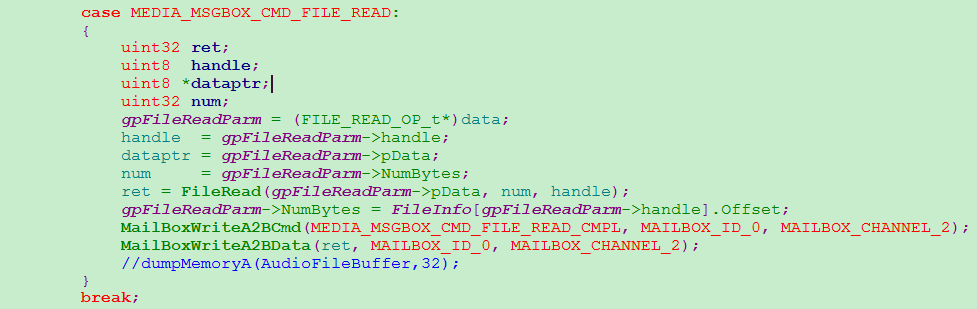 case MEDIA_MSGBOX_CMD_FILE_READ:
{
uint32 ret;
uint8  handle;
uint8 *dataptr;
uint32 num;
gpFileReadParm = (FILE_READ_OP_t*)data;
handle  = gpFileReadParm->handle;
dataptr = gpFileReadParm->pData;
num     = gpFileReadParm->NumBytes;
ret = FileRead(gpFileReadParm->pData, num, handle);
gpFileReadParm->NumBytes = FileInfo[gpFileReadParm->handle].Offset;
MailBoxWriteA2BCmd(MEDIA_MSGBOX_CMD_FILE_READ_CMPL, MAILBOX_ID_0, MAILBOX_CHANNEL_2);
MailBoxWriteA2BData(ret, MAILBOX_ID_0, MAILBOX_CHANNEL_2);
//dumpMemoryA(AudioFileBuffer,32);
}
break;